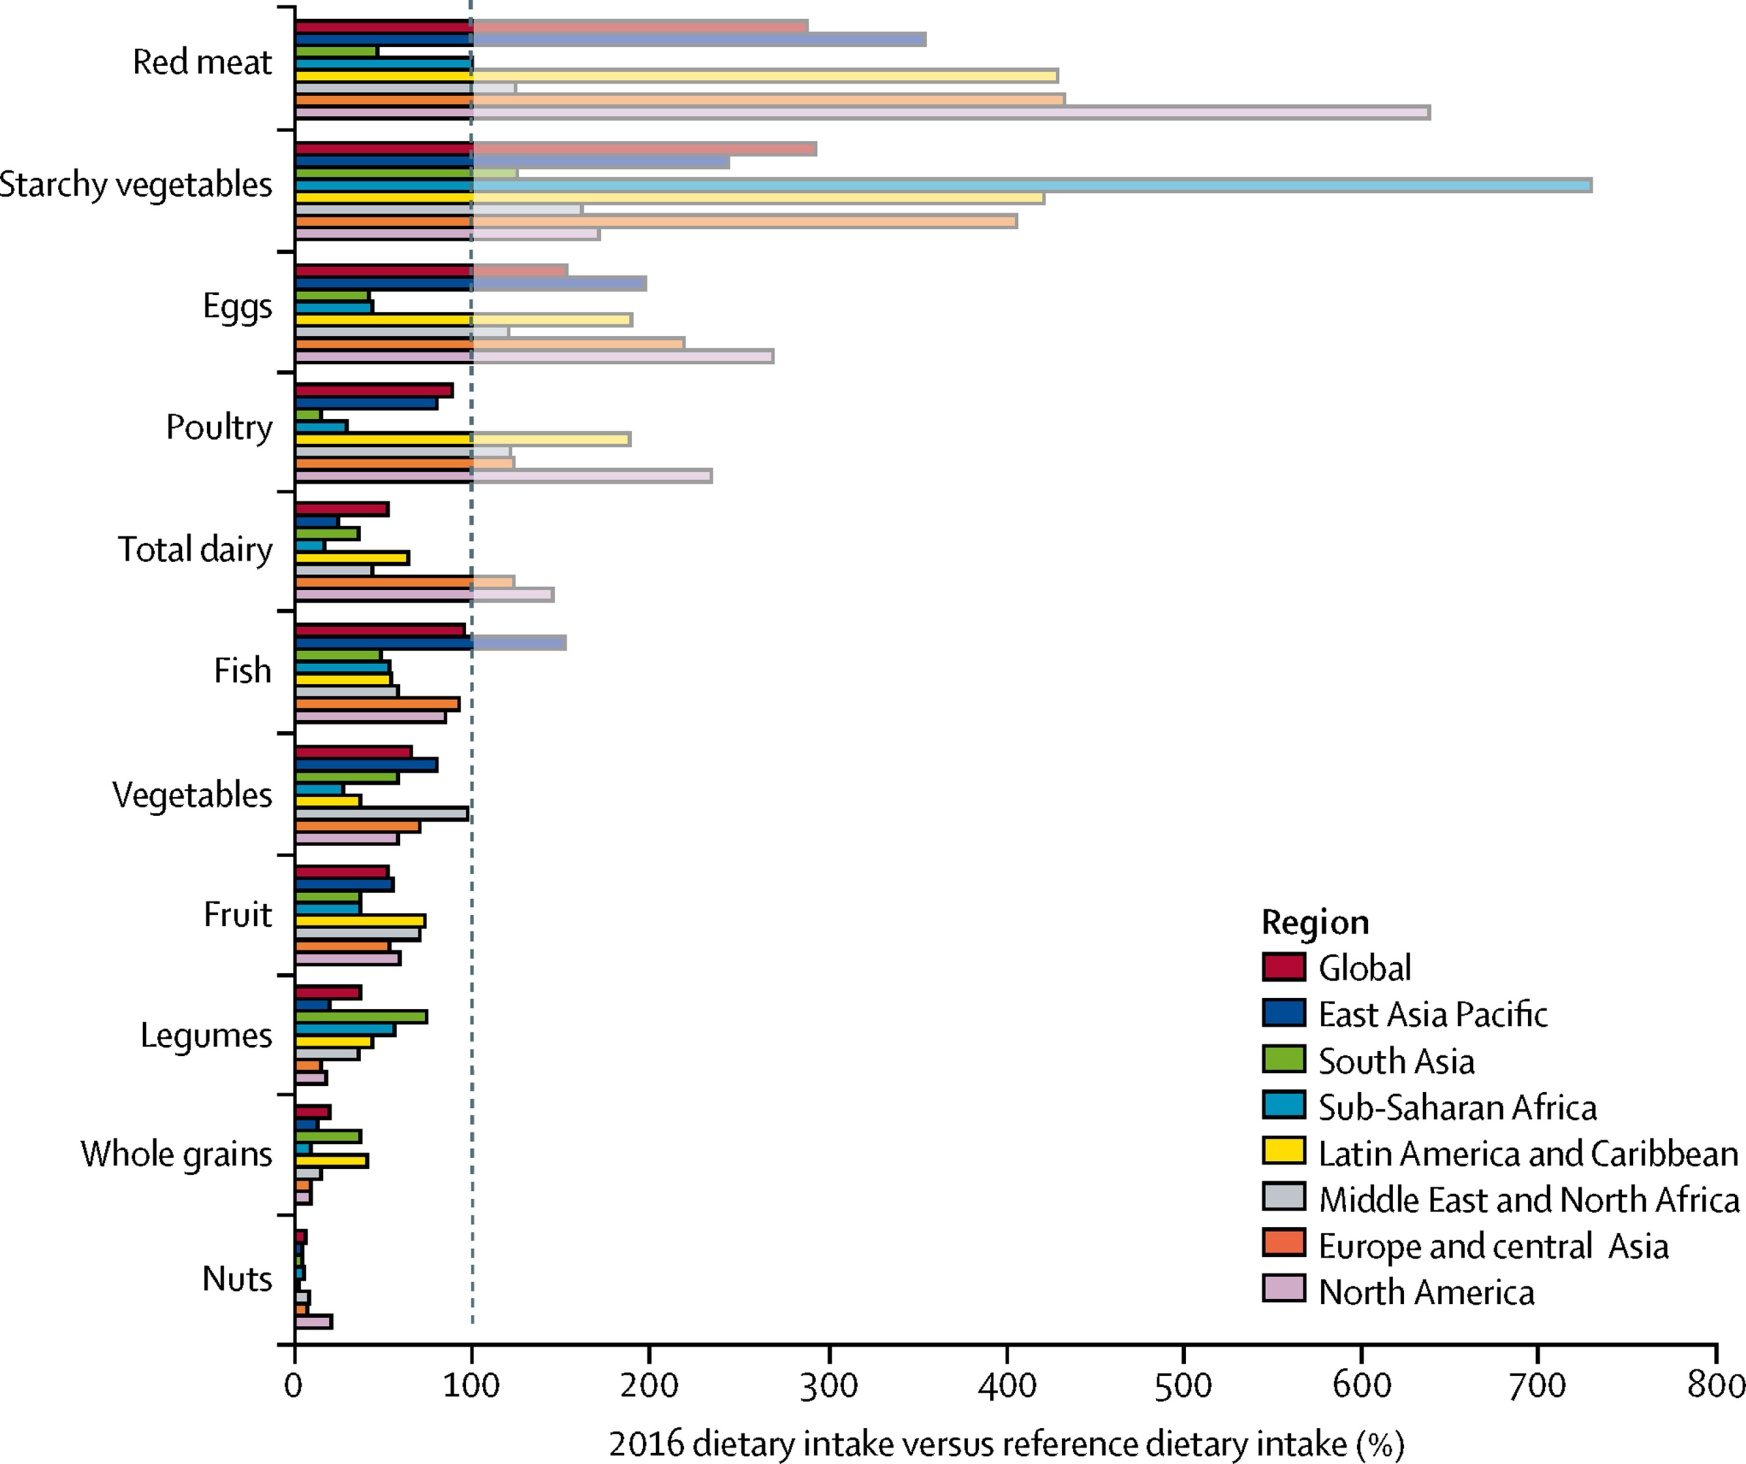 Red meat
Starchy vegetables
Eggs
Poultry
Total dairy
Fish
Vegetables
Fruit
Legumes
Whole grains
Nuts
Region
Global
East Asia Pacific
South Asia
Sub-Saharan Africa
Latin America and Caribbean
Middle East and North Africa
Europe and central Asia
North America
0 100 200 300 400 500 600 700 800
2016 dietary intake versus reference dietary intake (%)